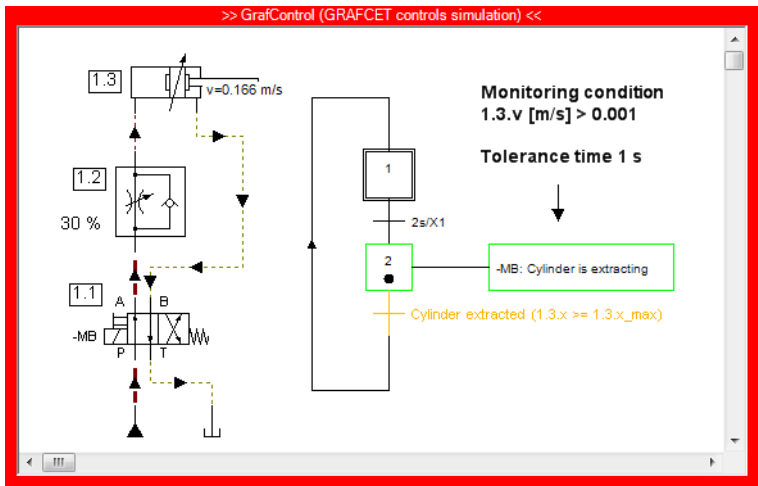 >> GrafControl (GRAFCET controls simulation) <<
1.3
v=0.166 m/s
Monitoring condition
1.3.v [m/s] > 0.001
Tolerance time 1 s
1
1.2
30 %
2s/X1
2
-MB: Cylinder is extracting
1.1
A
B
-MB
P
T
Cylinder extracted (1.3.x >= 1.3.x_max)